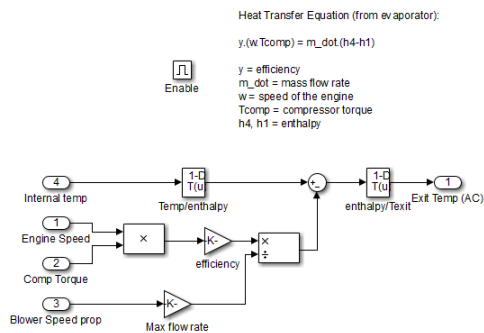 Heat Transfer Equation (from evaporator):
y.(w.Tcomp) = m_dot.(h4-h1)
y = efficiency
m_dot = mass flow rate
w = speed of the engine
Tcomp = compressor torque
h4, h1 = enthalpy
Enable
4
Internal temp
1-D
T(u
Temp/enthalpy
+
−
1-D
T(u
enthalpy/Texit
1
Exit Temp (AC)
1
Engine Speed
×
K-
efficiency
×
÷
2
Comp Torque
3
Blower Speed prop
K-
Max flow rate